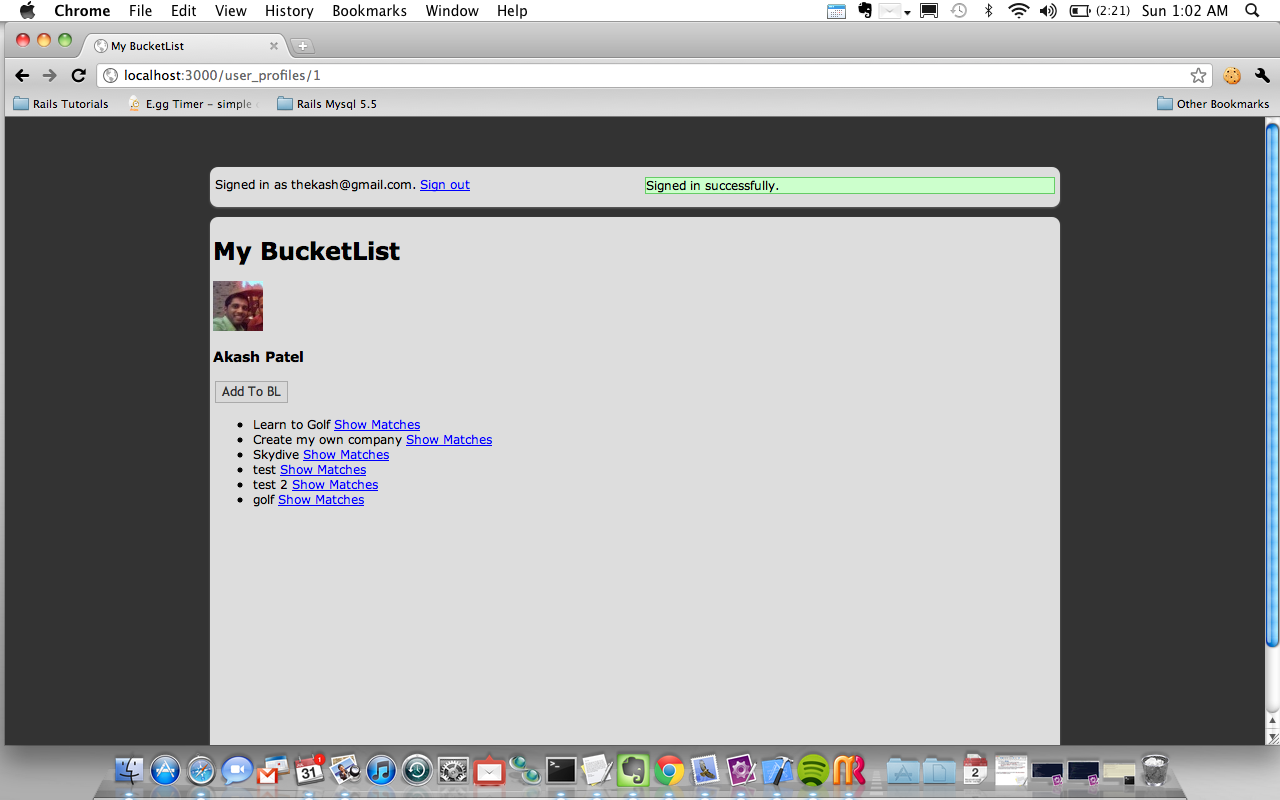 Chrome File Edit View History Bookmarks Window Help (2:21) Sun 1:02 AM
My BucketList
localhost:3000/user_profiles/1
Rails Tutorials E.gg Timer – simple Rails Mysql 5.5 Other Bookmarks
Signed in as thekash@gmail.com. Sign out Signed in successfully.
My BucketList
Akash Patel
Add To BL
• Learn to Golf Show Matches
• Create my own company Show Matches
• Skydive Show Matches
• test Show Matches
• test 2 Show Matches
• golf Show Matches
1
31 2